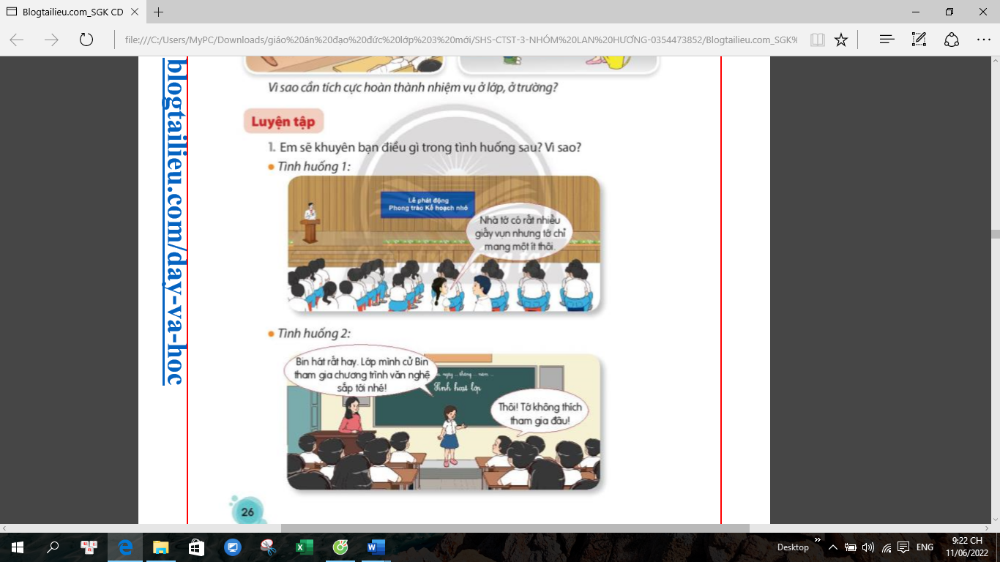 Blogtailieu.com_SGK CD
file:///C:/Users/MyPC/Downloads/giáo%20án%20đạo%20đức%20lớp%203%20mới/SHS-CTST-3-NHÓM%20LAN%20HƯƠNG-0354473852/Blogtailieu.com_SGK%
blogtailieu.com/day-va-hoc
Vì sao cần tích cực hoàn thành nhiệm vụ ở lớp, ở trường?
Luyện tập
1. Em sẽ khuyên bạn điều gì trong tình huống sau? Vì sao?
• Tình huống 1:
Lễ phát động
Phong trào Kế hoạch nhỏ
Nhà tớ có rất nhiều
giấy vụn nhưng tớ chỉ
mang một ít thôi.
• Tình huống 2:
Bin hát rất hay. Lớp mình cử Bin
tham gia chương trình văn nghệ
sắp tới nhé!
ngày ... tháng ... năm ...
Sinh hoạt lớp
Thôi! Tớ không thích
tham gia đâu!
26
Desktop
ENG
9:22 CH
11/06/2022